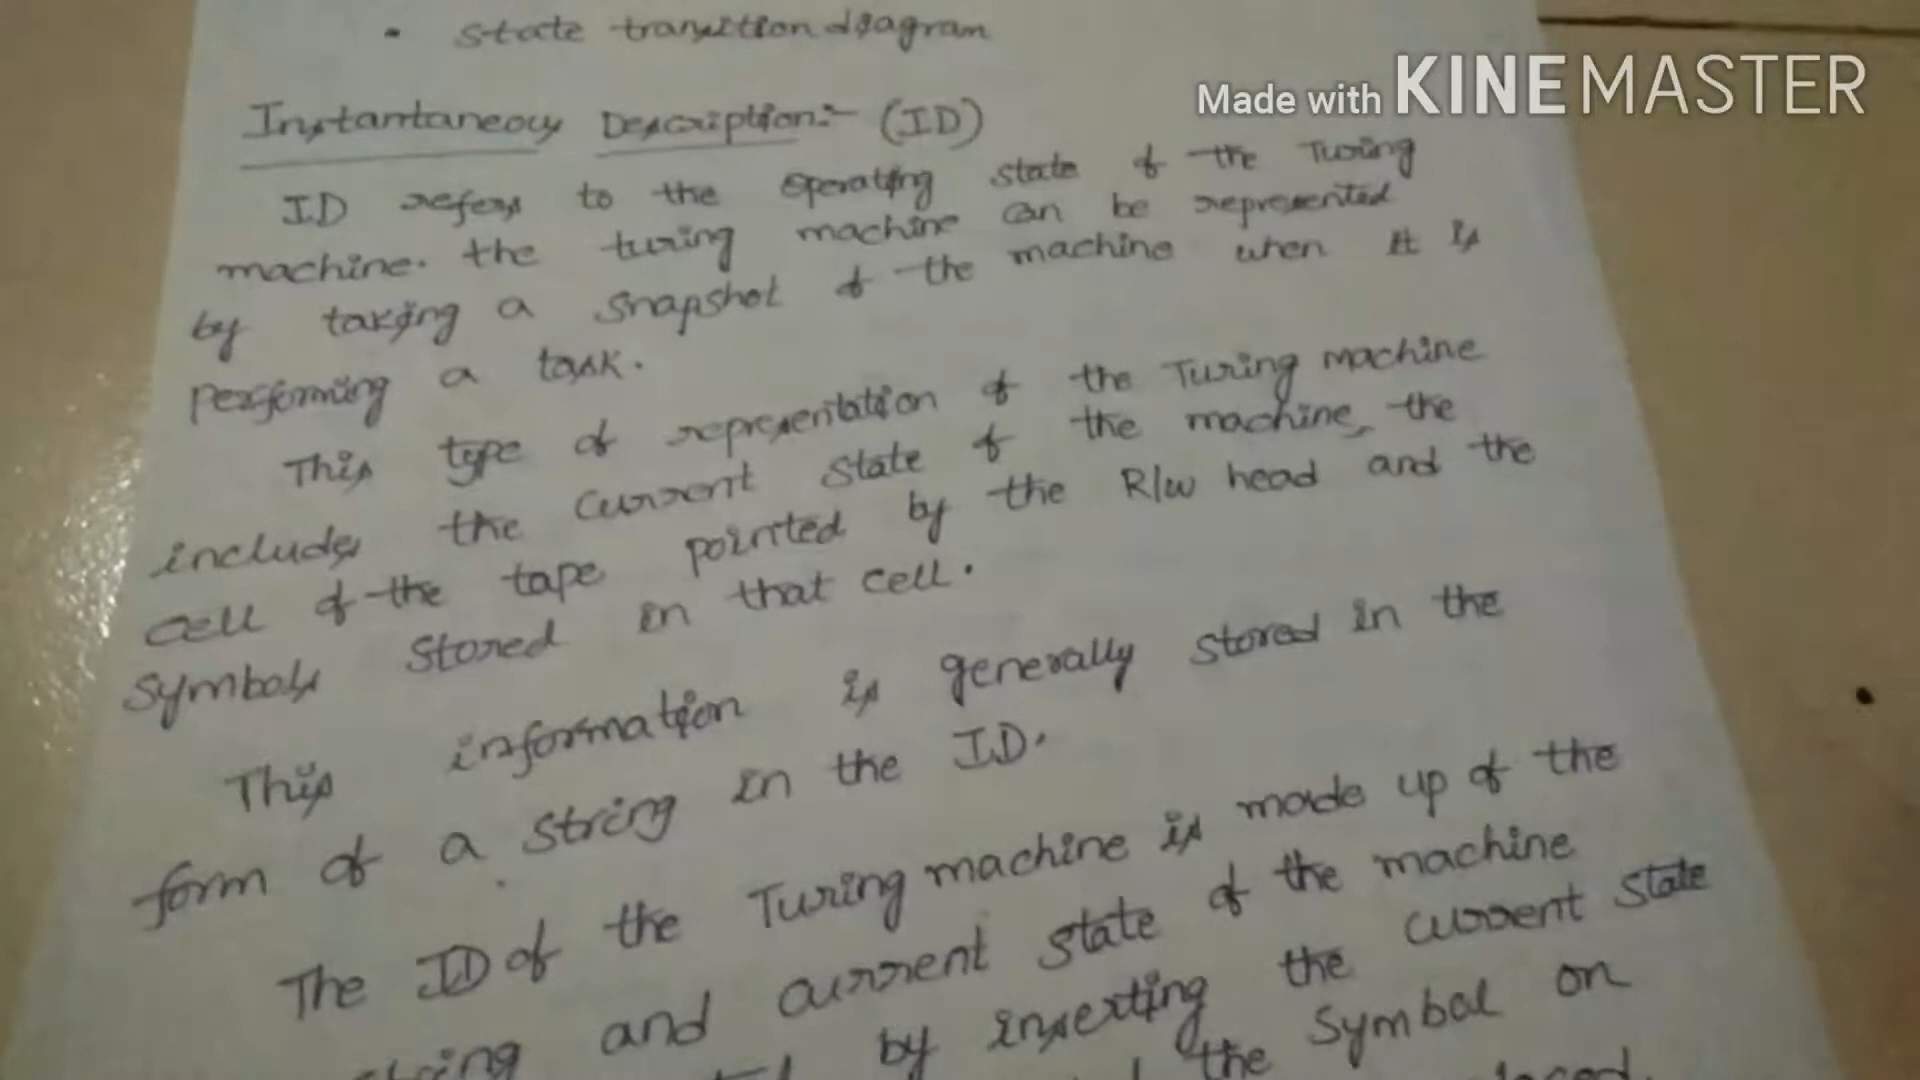 • state transition diagram
Made with KINEMASTER
Instantaneous Description:- (ID)
ID refers to the operating state of the Turing
machine. the turing machine can be represented
by taking a snapshot of the machine when it is
performing a task.
This type of representation of the Turing machine
includes the current state of the machine, the
cell of the tape pointed by the R/w head and the
symbols stored in that cell.
This information is generally stored in the
form of a string in the ID.
The ID of the Turing machine is made up of the
string and current state of the machine
by inserting the current state
the symbol on